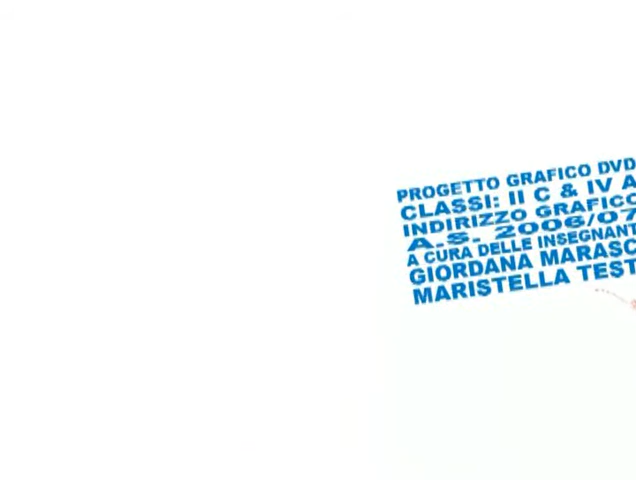 PROGETTO GRAFICO DVD
CLASSI: II C & IV A
INDIRIZZO GRAFICO
A.S. 2006/07
A CURA DELLE INSEGNANT
GIORDANA MARASC
MARISTELLA TEST